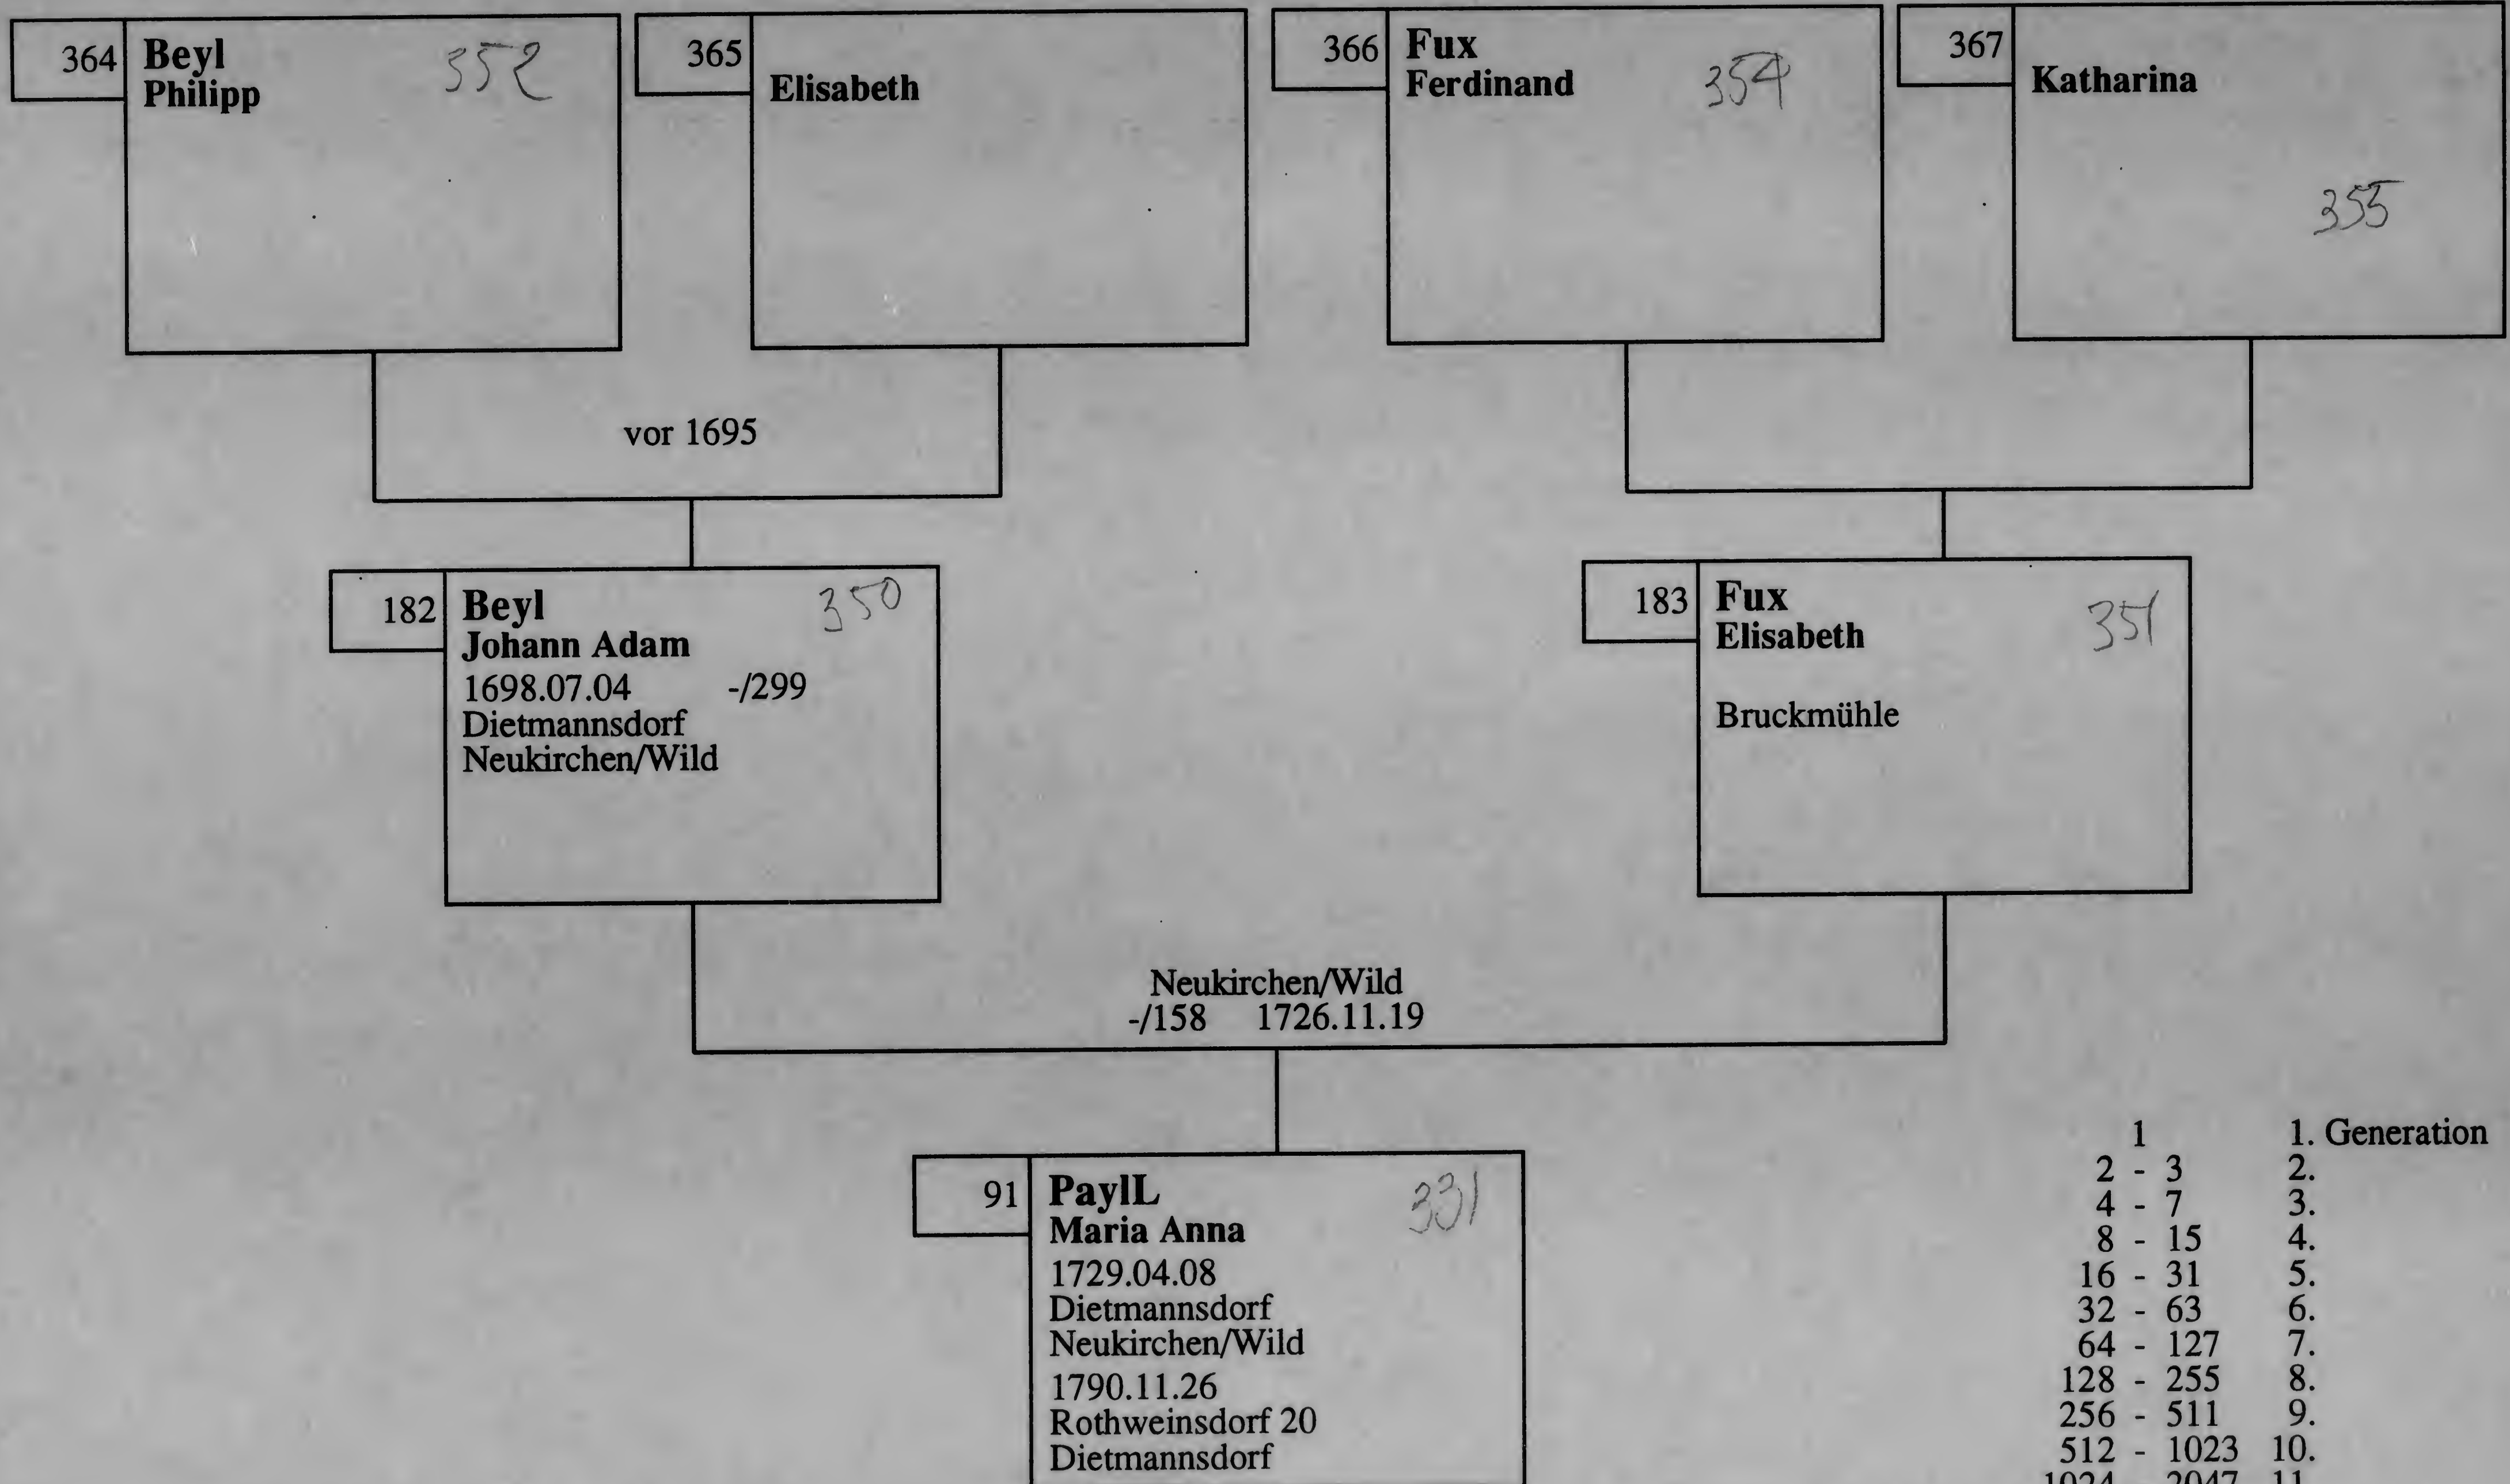 364 Beyl 352
Philipp
365
Elisabeth
366 Fux 354
Ferdinand
367
Katharina
355
vor 1695
182 Beyl 350
Johann Adam
1698.07.04 -/299
Dietmannsdorf
Neukirchen/Wild
183 Fux 351
Elisabeth
Bruckmühle
Neukirchen/Wild
-/158 1726.11.19
91 PaylL 331
Maria Anna
1729.04.08
Dietmannsdorf
Neukirchen/Wild
1790.11.26
Rothweinsdorf 20
Dietmannsdorf
1 1. Generation
2 - 3 2.
4 - 7 3.
8 - 15 4.
16 - 31 5.
32 - 63 6.
64 - 127 7.
128 - 255 8.
256 - 511 9.
512 - 1023 10.
1024 - 2047 11.